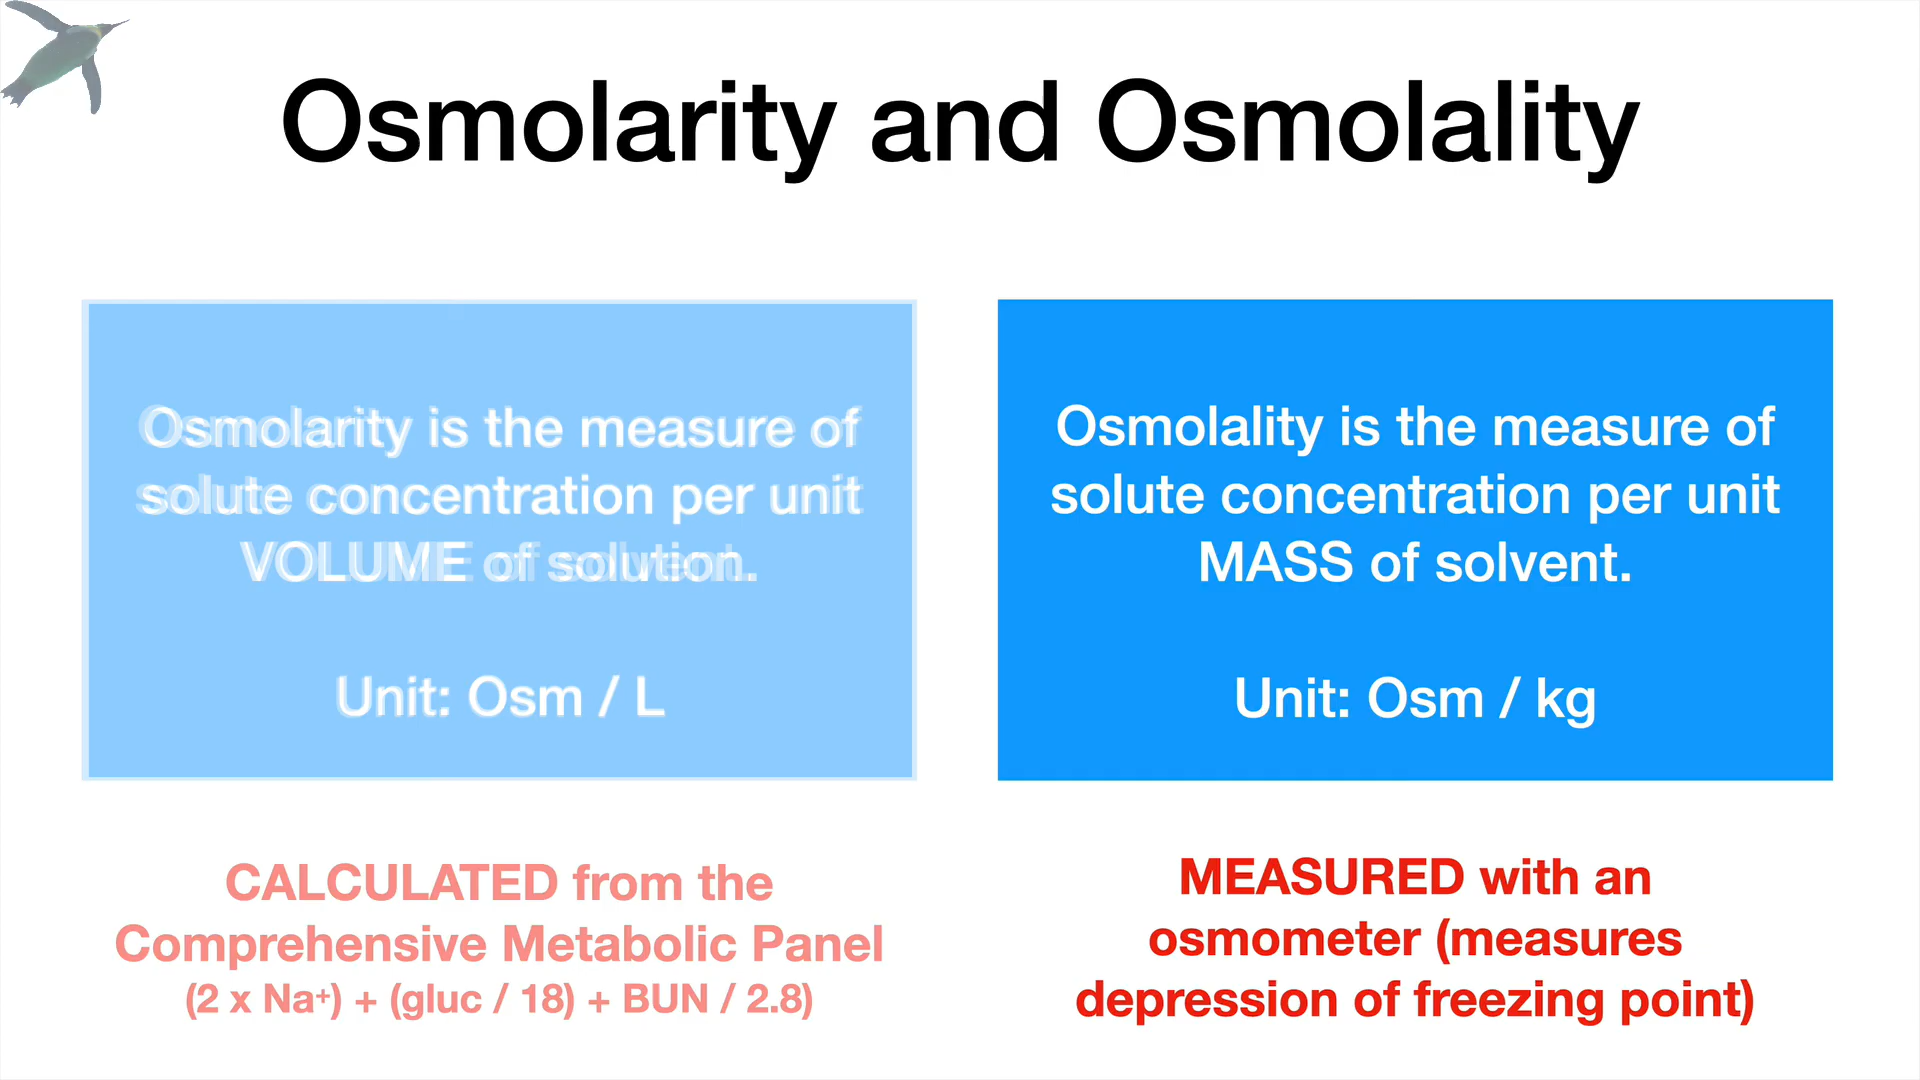 Osmolarity and Osmolality
Osmolarity is the measure of
solute concentration per unit
VOLUME of solution.
Unit: Osm / L
Osmolality is the measure of
solute concentration per unit
MASS of solvent.
Unit: Osm / kg
CALCULATED from the
Comprehensive Metabolic Panel
(2 x Na⁺) + (gluc / 18) + BUN / 2.8)
MEASURED with an
osmometer (measures
depression of freezing point)